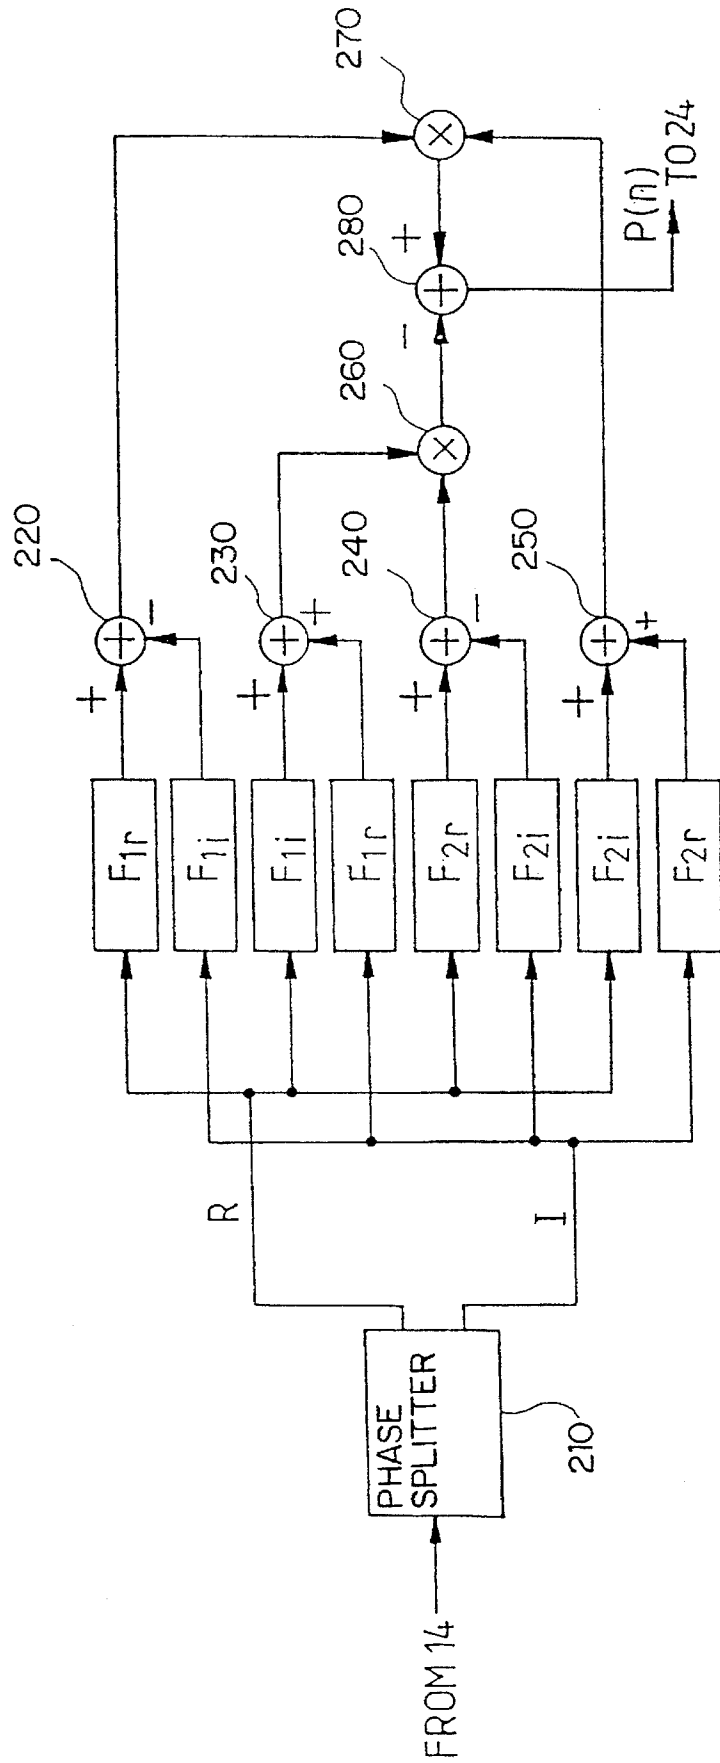 FROM 14
PHASE
SPLITTER
210
R
I
F1r
F1i
F1i
F1r
F2r
F2i
F2i
F2r
+
-
220
+
+
230
+
-
240
+
+
250
260
-
+
280
270
P(n)
TO 24